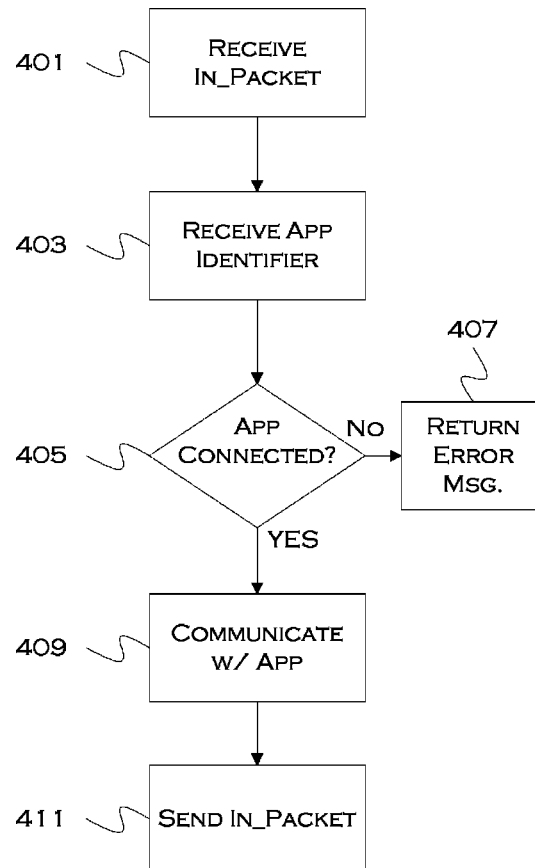 401
RECEIVE
IN_PACKET
403
RECEIVE APP
IDENTIFIER
407
405
APP
CONNECTED?
NO
RETURN
ERROR
MSG.
YES
409
COMMUNICATE
W/ APP
411
SEND IN_PACKET